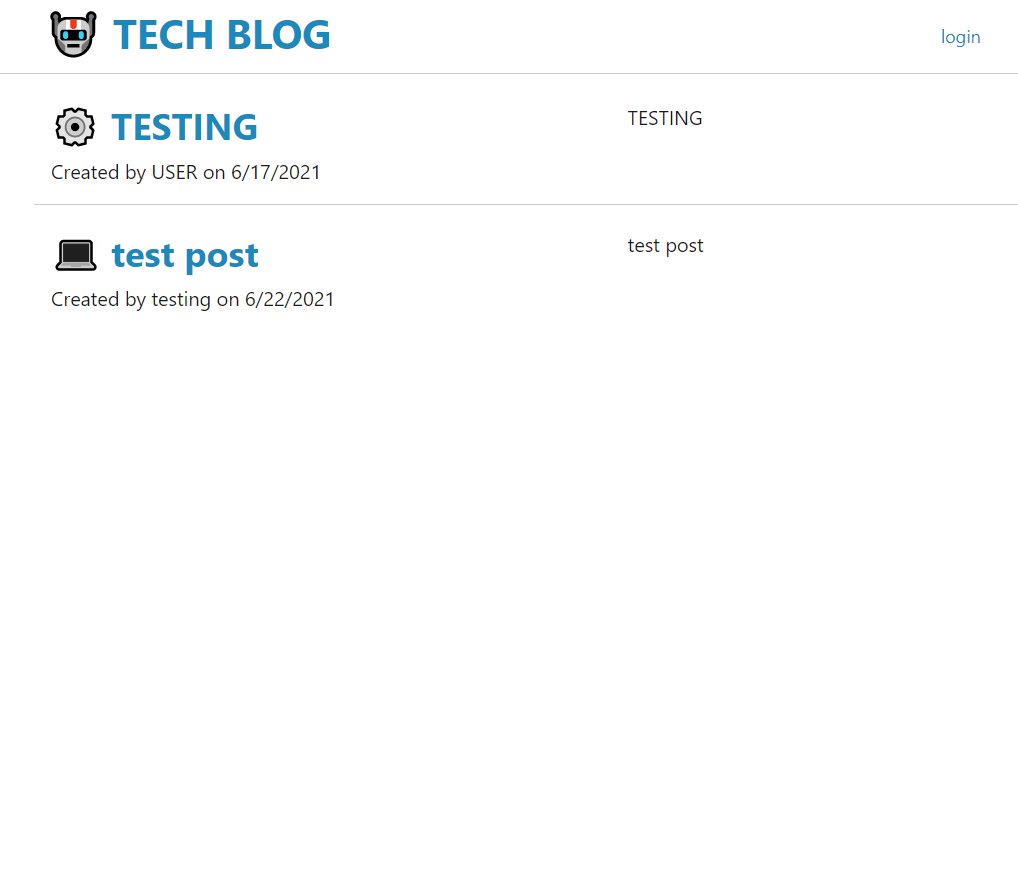 TECH BLOG
login
TESTING
TESTING
Created by USER on 6/17/2021
test post
test post
Created by testing on 6/22/2021